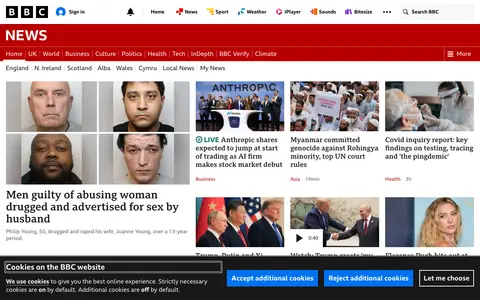 BBC
Sign in
News
Sport
Weather
iPlayer
Sounds
Bitesize
Search BBC
NEWS
Home
UK
World
Business
Culture
Politics
Health
Tech
InDepth
BBC Verify
Climate
More
England
N. Ireland
Scotland
Alba
Wales
Cymru
Local News
My News
Men guilty of abusing woman
drugged and advertised for sex by
husband
Philip Young, 50, drugged and raped his wife, Joanne Young, over a 13-year
period.
ANTHROPIC
LIVE Anthropic shares
expected to jump at start
of trading as AI firm
makes stock market debut
Business
Myanmar committed
genocide against Rohingya
minority, top UN court
rules
Asia
19min
Covid inquiry report: key
findings on testing, tracing
and 'the pingdemic'
Health
3h
0:40
Cookies on the BBC website
We use cookies to give you the best online experience. Strictly necessary
cookies are on by default. Additional cookies are off by default.
Accept additional cookies
Reject additional cookies
Let me choose